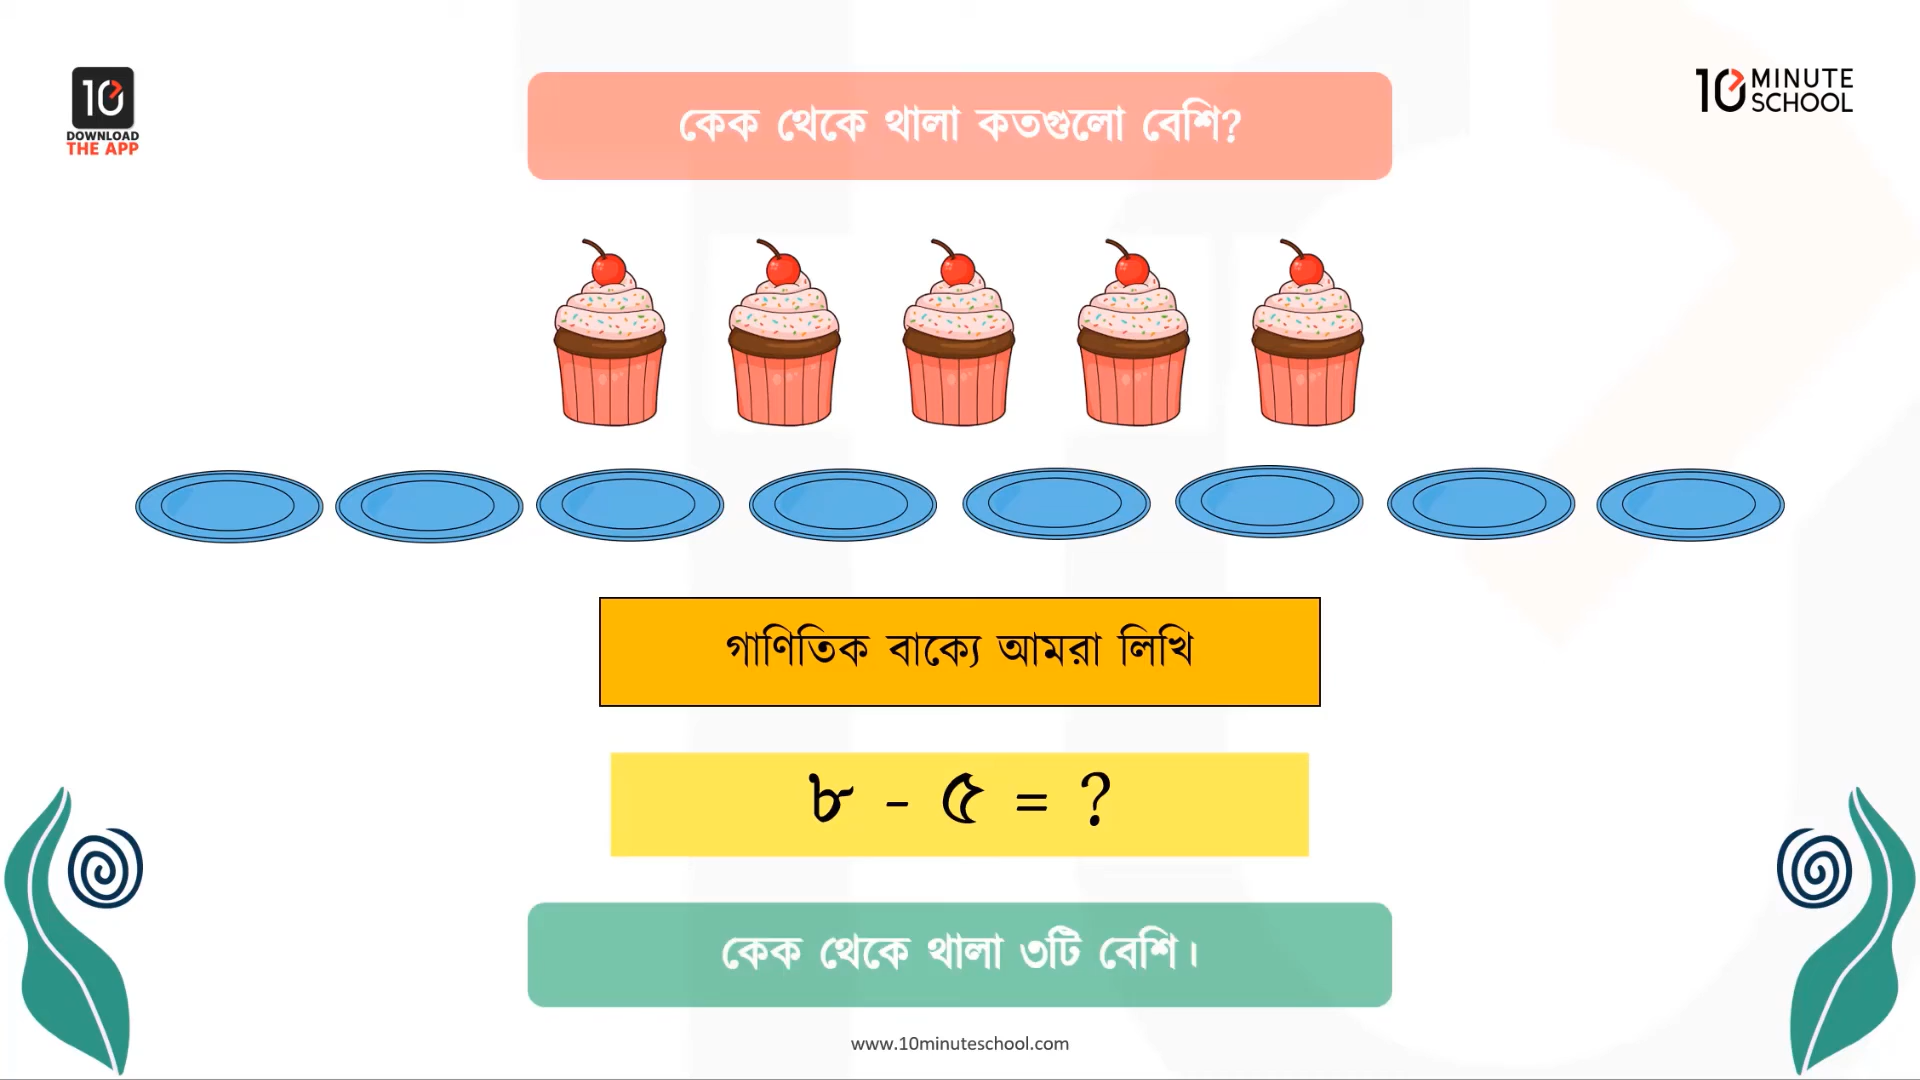 10
DOWNLOAD
THE APP
কেক থেকে থালা কতগুলো বেশি?
10 MINUTE
SCHOOL
গাণিতিক বাক্যে আমরা লিখি
৮ - ৫ = ?
কেক থেকে থালা ৩টি বেশি।
www.10minuteschool.com